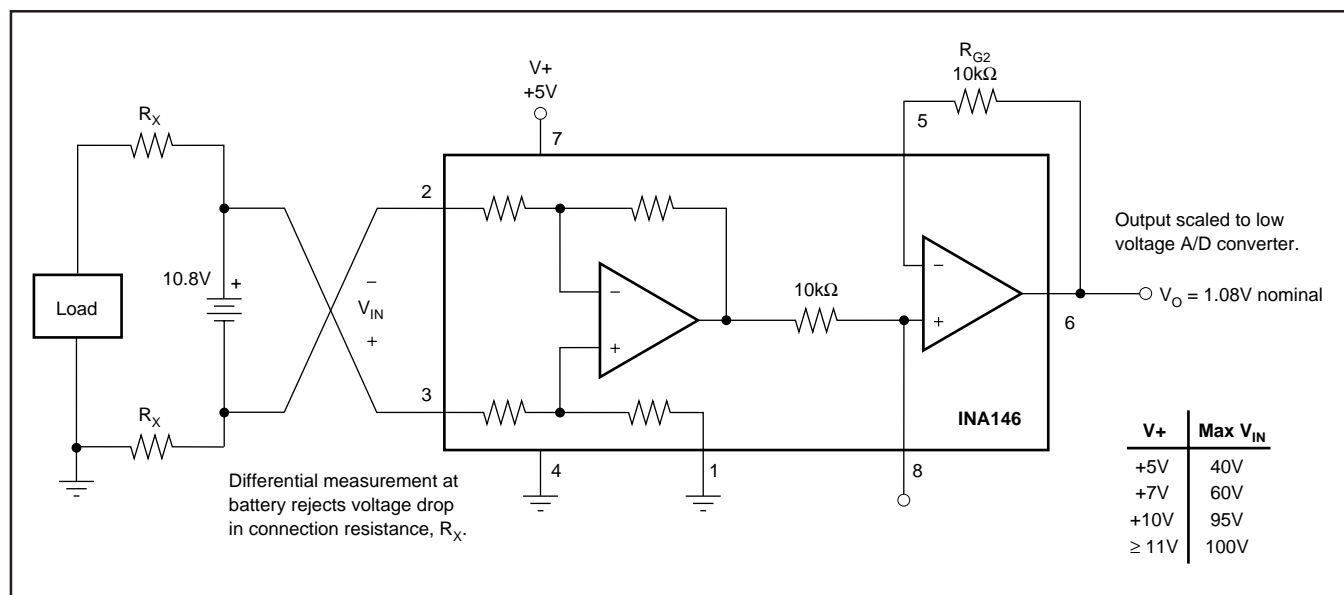 R_G2
10kΩ
V+
+5V
5
7
R_X
2
Output scaled to low
voltage A/D converter.
10.8V
+
−
V_IN
+
−
+
10kΩ
−
+
Load
V_O = 1.08V nominal
6
3
R_X
INA146
4
1
8
Differential measurement at
battery rejects voltage drop
in connection resistance, R_X.
V+ Max V_IN
+5V 40V
+7V 60V
+10V 95V
≥ 11V 100V